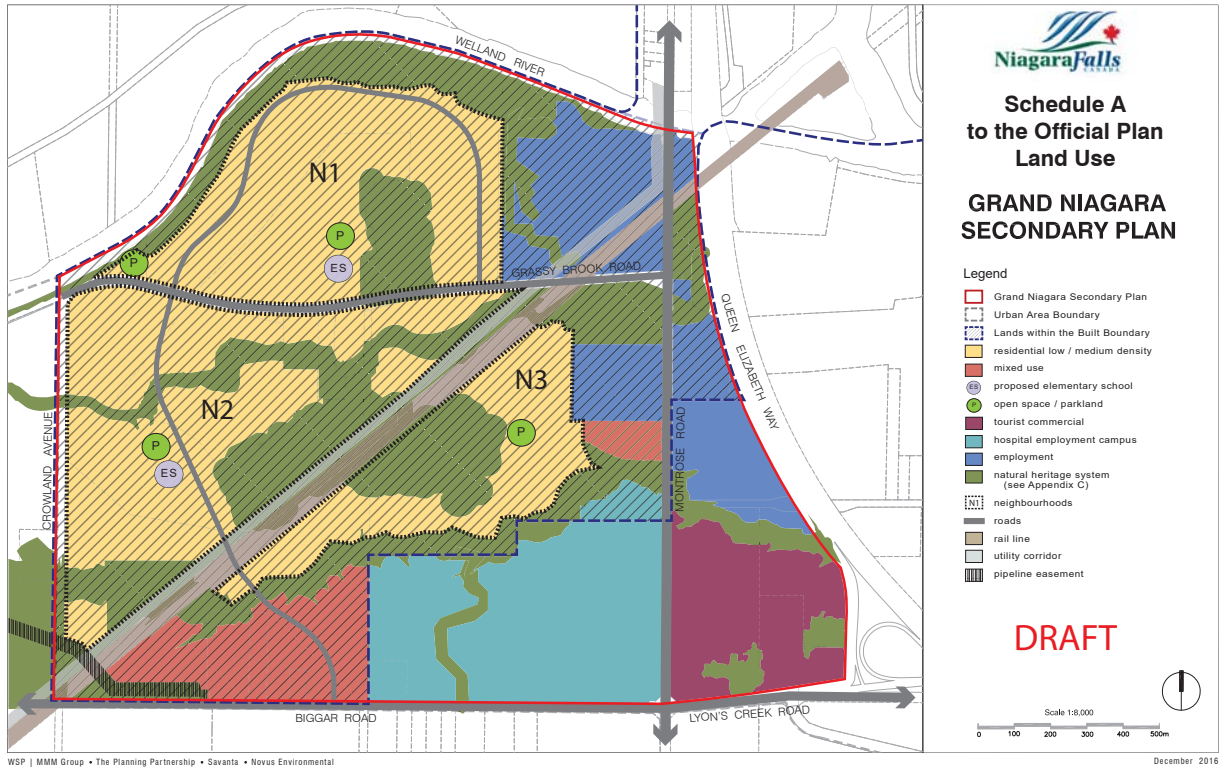 WELLAND RIVER
N1
P
ES
P
GRASSY BROOK ROAD
QUEEN ELIZABETH WAY
N3
N2
P
P
ES
CROWLAND AVENUE
MONTROSE ROAD
BIGGAR ROAD
LYON'S CREEK ROAD
NiagaraFalls
CANADA
Schedule A
to the Official Plan
Land Use
GRAND NIAGARA
SECONDARY PLAN
Legend
Grand Niagara Secondary Plan
Urban Area Boundary
Lands within the Built Boundary
residential low / medium density
mixed use
ES proposed elementary school
P open space / parkland
tourist commercial
hospital employment campus
employment
natural heritage system
(see Appendix C)
N1 neighbourhoods
roads
rail line
utility corridor
pipeline easement
DRAFT
Scale 1:8,000
0 100 200 300 400 500m
WSP | MMM Group • The Planning Partnership • Savanta • Novus Environmental
December 2016